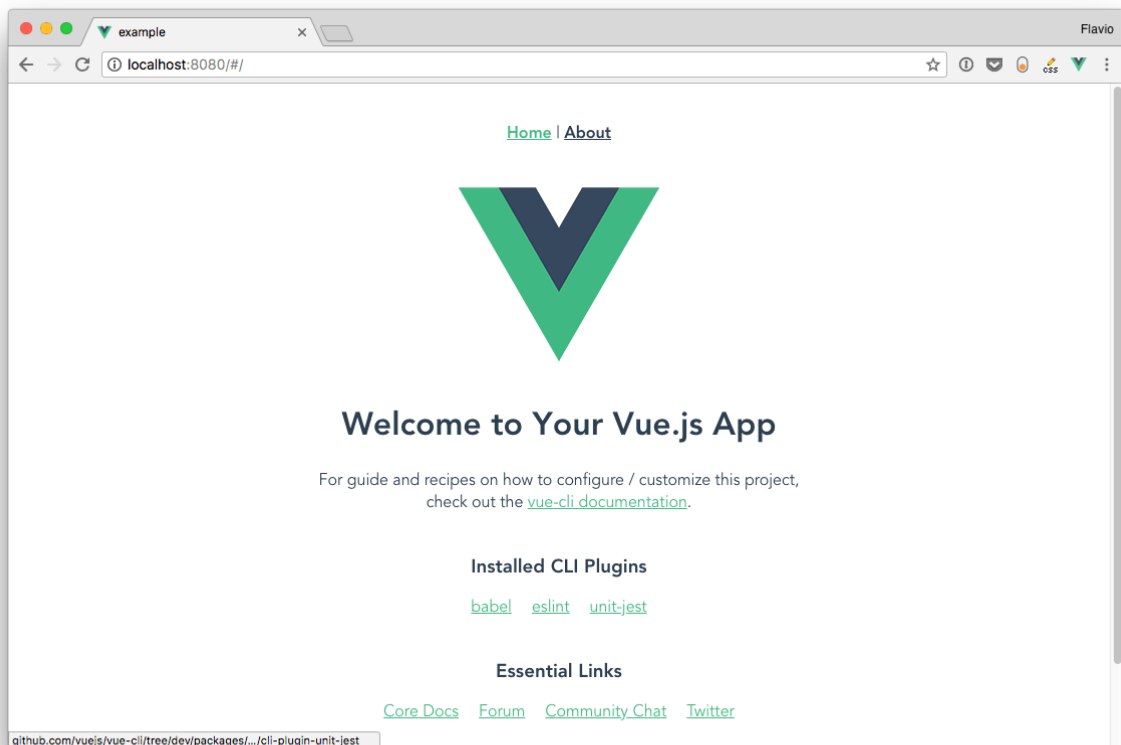 example
Flavio
localhost:8080/#/
css
Home | About
Welcome to Your Vue.js App
For guide and recipes on how to configure / customize this project,
check out the vue-cli documentation.
Installed CLI Plugins
babel eslint unit-jest
Essential Links
Core Docs Forum Community Chat Twitter
github.com/vuejs/vue-cli/tree/dev/packages/.../cli-plugin-unit-jest